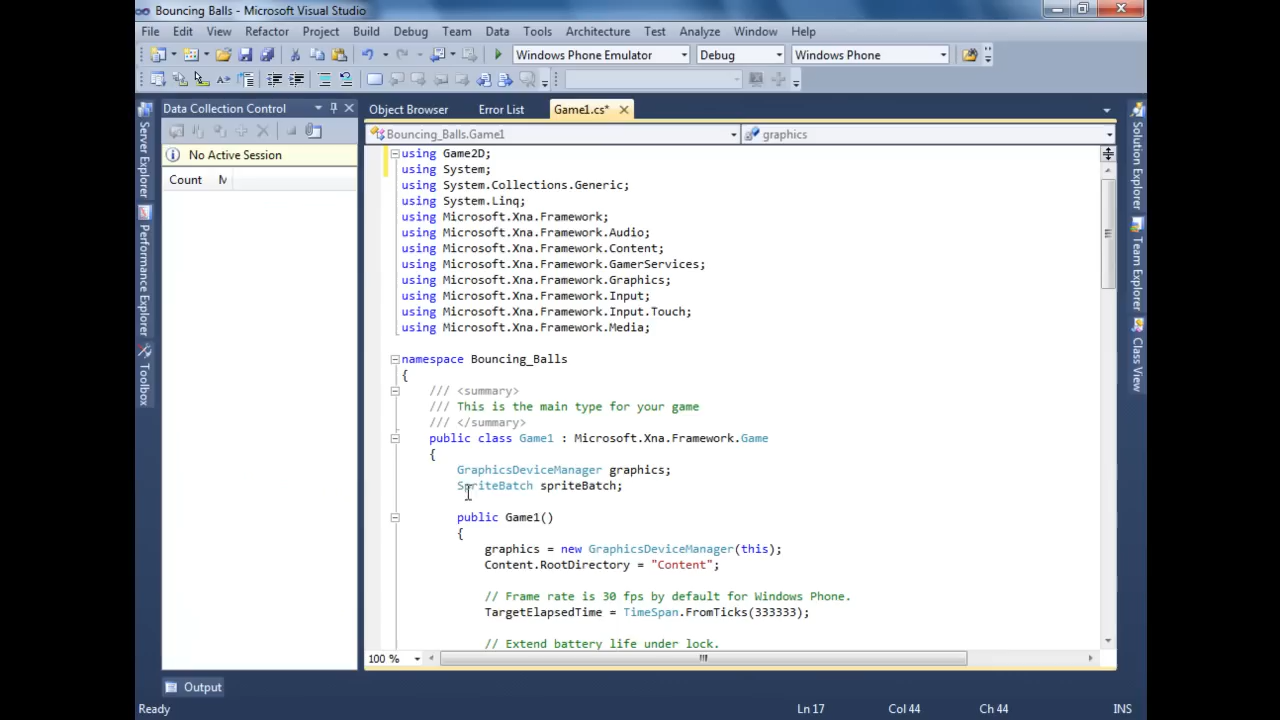 Bouncing Balls - Microsoft Visual Studio
File Edit View Refactor Project Build Debug Team Data Tools Architecture Test Analyze Window Help
Windows Phone Emulator Debug Windows Phone
Data Collection Control
Object Browser Error List Game1.cs*
Bouncing_Balls.Game1 graphics
No Active Session
Count M
Server Explorer
Performance Explorer
Toolbox
using Game2D;
using System;
using System.Collections.Generic;
using System.Linq;
using Microsoft.Xna.Framework;
using Microsoft.Xna.Framework.Audio;
using Microsoft.Xna.Framework.Content;
using Microsoft.Xna.Framework.GamerServices;
using Microsoft.Xna.Framework.Graphics;
using Microsoft.Xna.Framework.Input;
using Microsoft.Xna.Framework.Input.Touch;
using Microsoft.Xna.Framework.Media;
namespace Bouncing_Balls
{
/// <summary>
/// This is the main type for your game
/// </summary>
public class Game1 : Microsoft.Xna.Framework.Game
{
GraphicsDeviceManager graphics;
SpriteBatch spriteBatch;
public Game1()
{
graphics = new GraphicsDeviceManager(this);
Content.RootDirectory = "Content";
// Frame rate is 30 fps by default for Windows Phone.
TargetElapsedTime = TimeSpan.FromTicks(333333);
// Extend battery life under lock.
Solution Explorer
Team Explorer
Class View
100 %
Output
Ready Ln 17 Col 44 Ch 44 INS